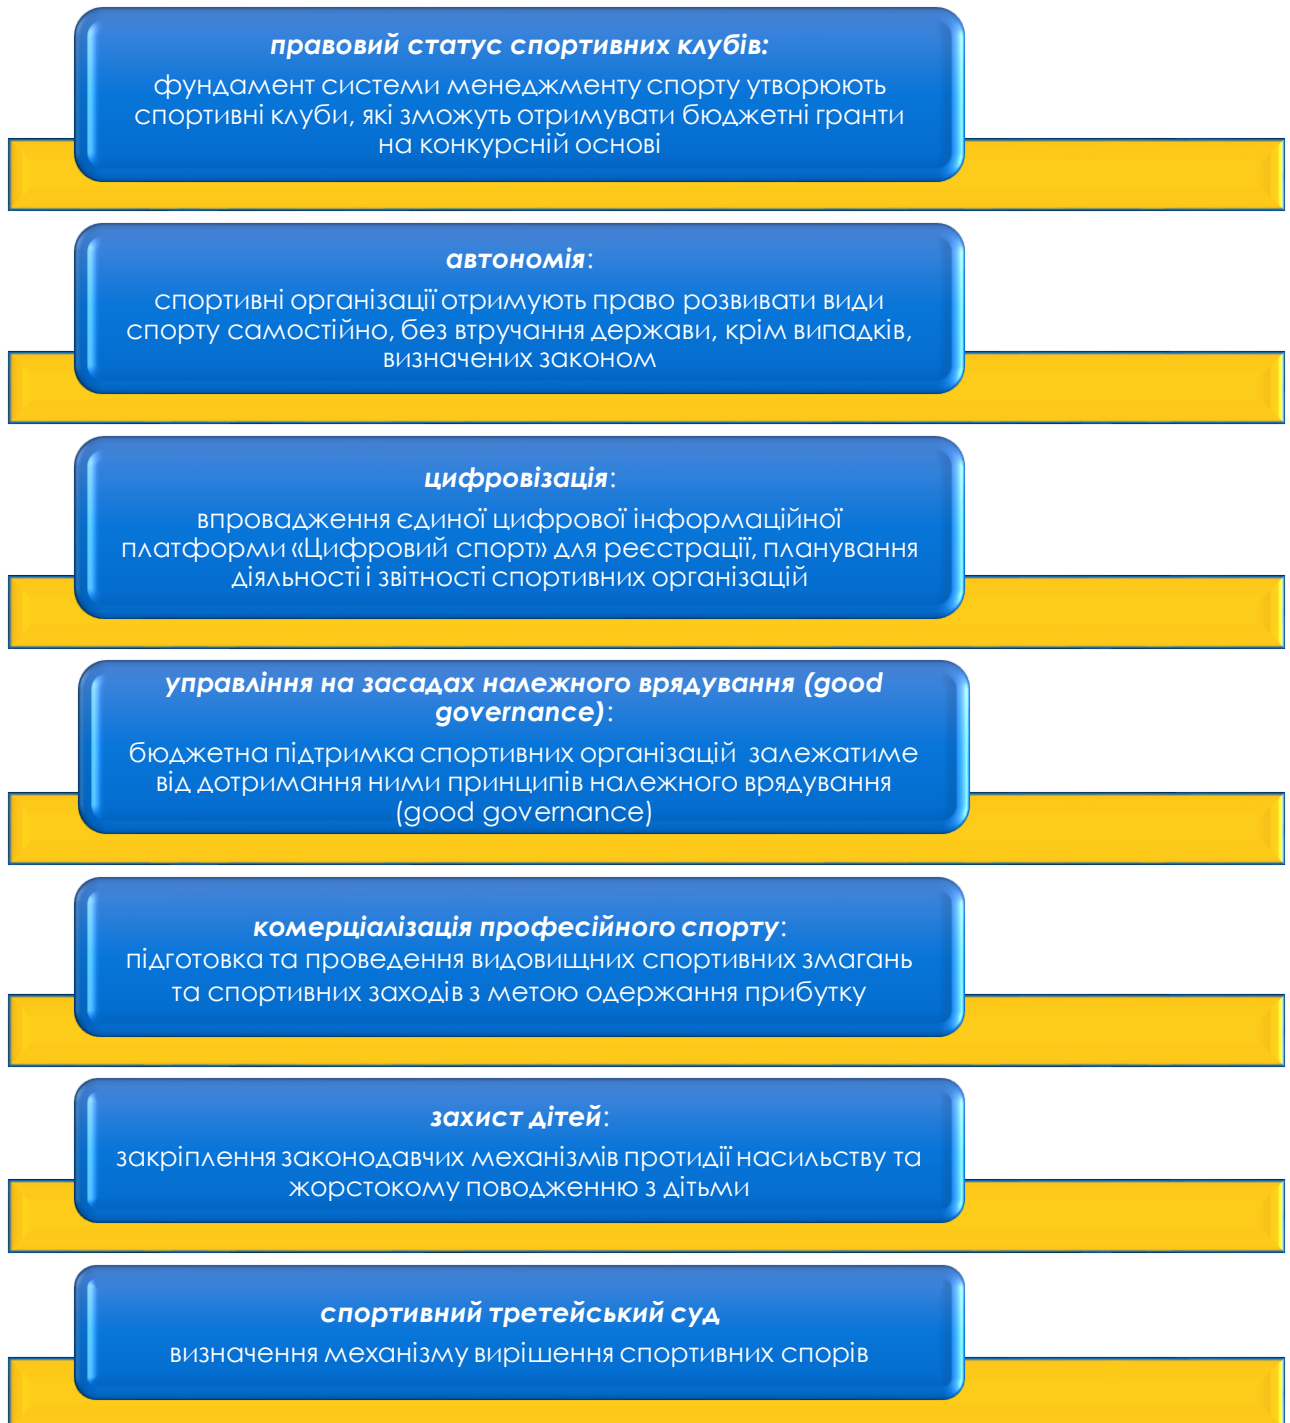 правовий статус спортивних клубів:
фундамент системи менеджменту спорту утворюють
спортивні клуби, які зможуть отримувати бюджетні гранти
на конкурсній основі
автономія:
спортивні організації отримують право розвивати види
спорту самостійно, без втручання держави, крім випадків,
визначених законом
цифровізація:
впровадження єдиної цифрової інформаційної
платформи «Цифровий спорт» для реєстрації, планування
діяльності і звітності спортивних організацій
управління на засадах належного врядування (good
governance):
бюджетна підтримка спортивних організацій залежатиме
від дотримання ними принципів належного врядування
(good governance)
комерціалізація професійного спорту:
підготовка та проведення видовищних спортивних змагань
та спортивних заходів з метою одержання прибутку
захист дітей:
закріплення законодавчих механізмів протидії насильству та
жорстокому поводженню з дітьми
спортивний третейський суд
визначення механізму вирішення спортивних спорів